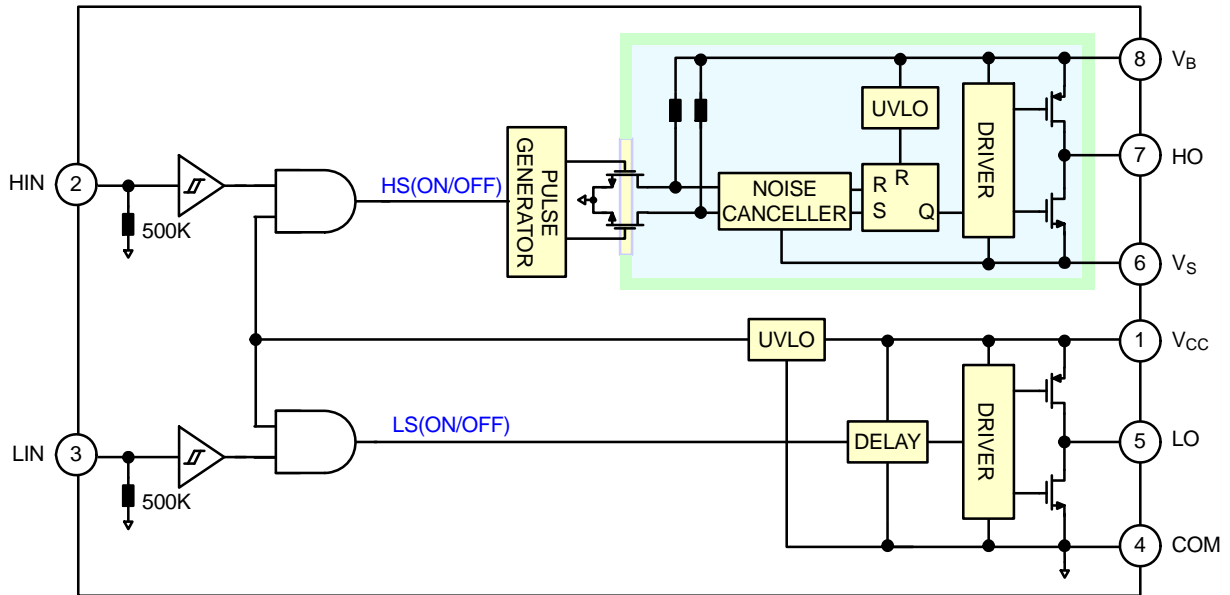 8
VB
UVLO
DRIVER
HIN
2
500K
HS(ON/OFF)
PULSE
GENERATOR
NOISE
CANCELLER
R
R
S
Q
7
HO
6
VS
UVLO
1
VCC
LIN
3
500K
LS(ON/OFF)
DELAY
DRIVER
5
LO
4
COM